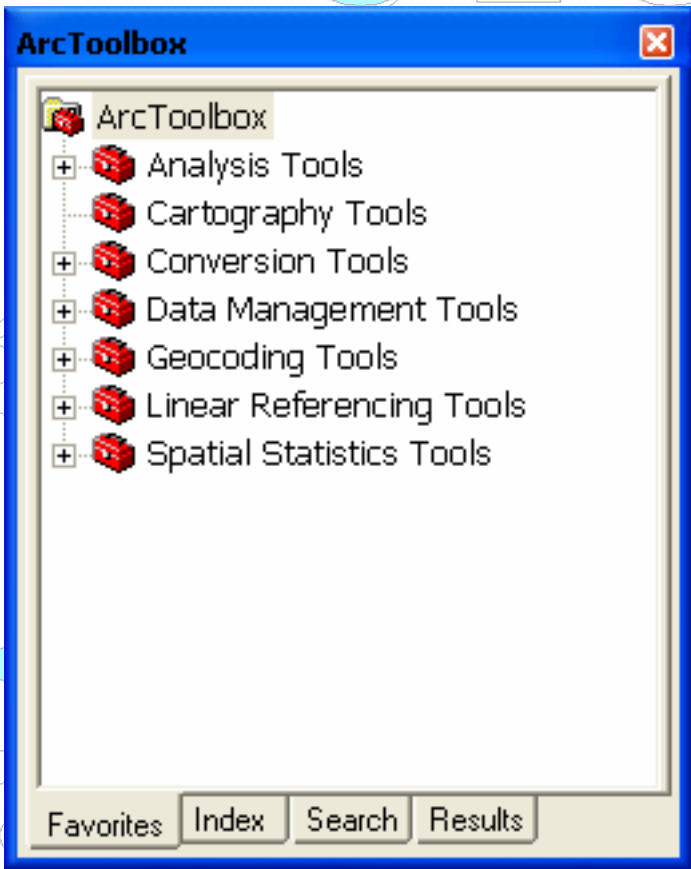 ArcToolbox
ArcToolbox
Analysis Tools
Cartography Tools
Conversion Tools
Data Management Tools
Geocoding Tools
Linear Referencing Tools
Spatial Statistics Tools
Favorites Index Search Results